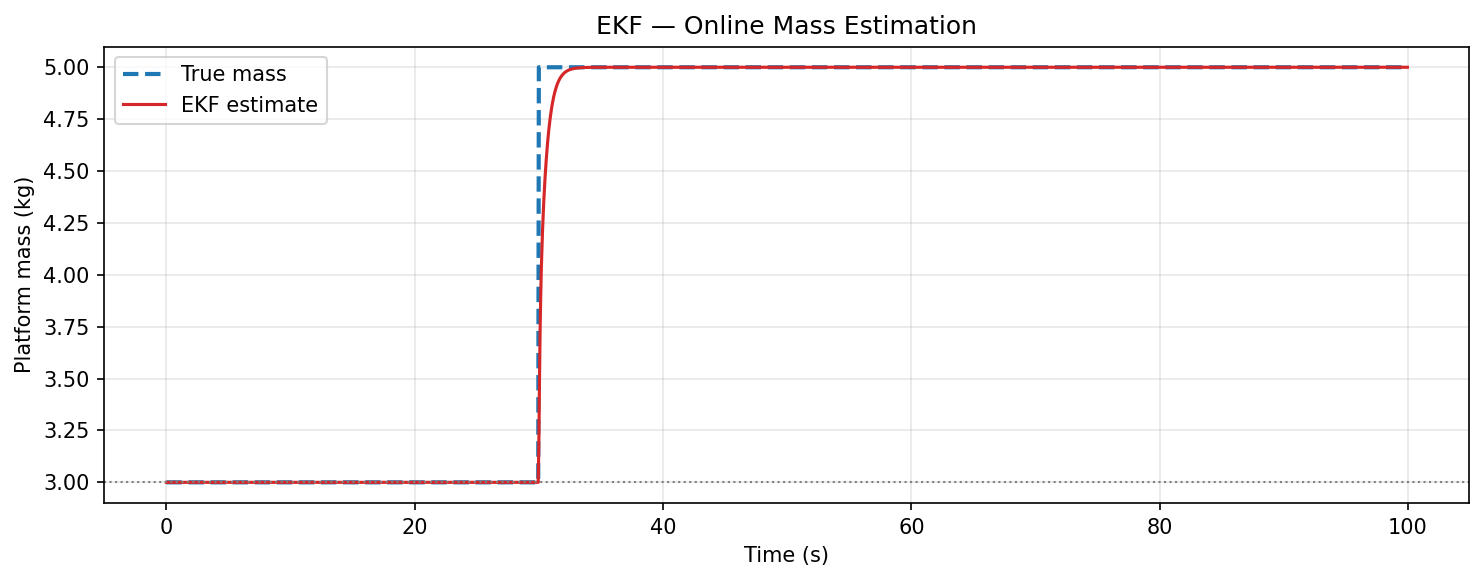 EKF — Online Mass Estimation
True mass
EKF estimate
Platform mass (kg)
5.00
4.75
4.50
4.25
4.00
3.75
3.50
3.25
3.00
0 20 40 60 80 100
Time (s)